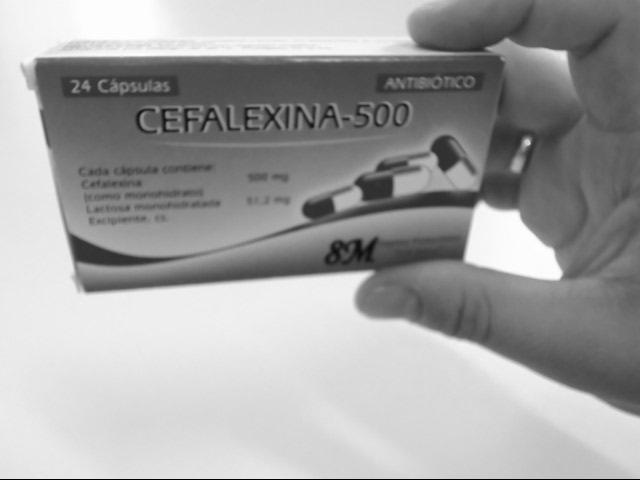 24 Cápsulas
ANTIBIÓTICO
CEFALEXINA-500
Cada cápsula contiene:
Cefalexina 500 mg
(como monohidrato)
Lactosa monohidratada 51,2 mg
Excipiente, cs.
8M